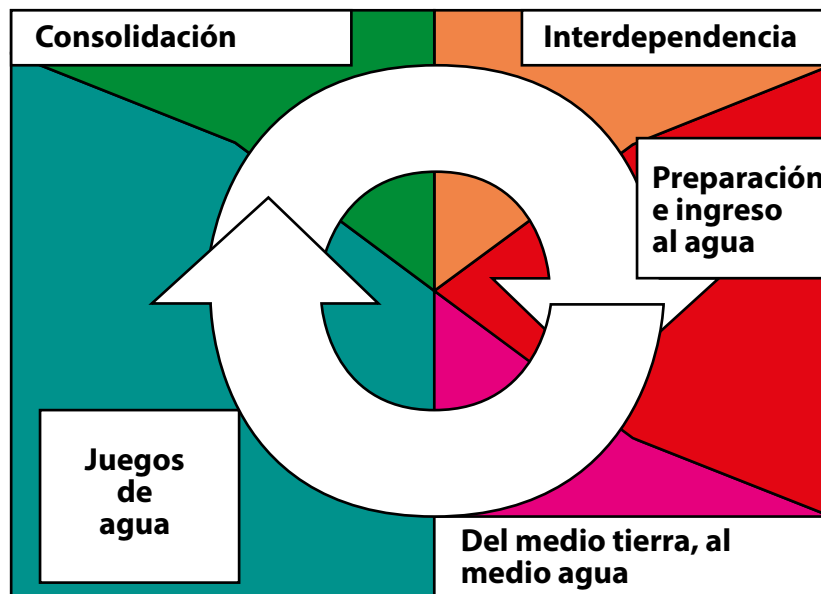 Consolidación
Interdependencia
Preparación
e ingreso
al agua
Juegos
de
agua
Del medio tierra, al
medio agua